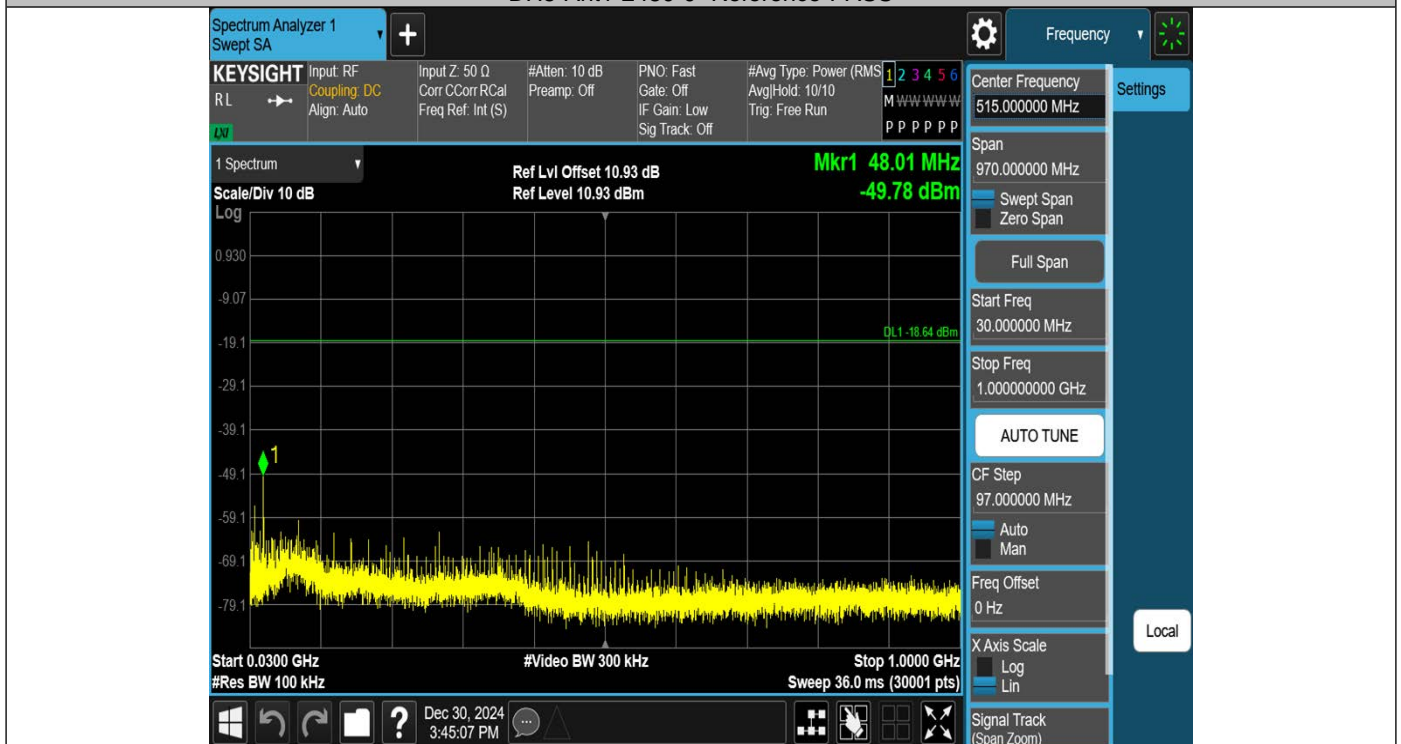 Spectrum Analyzer 1
Swept SA
+
Frequency
KEYSIGHT
RL
LXI
Input: RF
Coupling: DC
Align: Auto
Input Z: 50 Ω
Corr CCorr RCal
Freq Ref: Int (S)
#Atten: 10 dB
Preamp: Off
PNO: Fast
Gate: Off
IF Gain: Low
Sig Track: Off
#Avg Type: Power (RMS
Avg|Hold: 10/10
Trig: Free Run
1 2 3 4 5 6
M W W W W W
P P P P P P
1 Spectrum
Scale/Div 10 dB
Log
Ref Lvl Offset 10.93 dB
Ref Level 10.93 dBm
Mkr1 48.01 MHz
-49.78 dBm
0.930
-9.07
-19.1
-29.1
-39.1
-49.1
-59.1
-69.1
-79.1
DL1 -18.64 dBm
1
Start 0.0300 GHz
#Res BW 100 kHz
#Video BW 300 kHz
Stop 1.0000 GHz
Sweep 36.0 ms (30001 pts)
Center Frequency
515.000000 MHz
Span
970.000000 MHz
Swept Span
Zero Span
Full Span
Start Freq
30.000000 MHz
Stop Freq
1.000000000 GHz
AUTO TUNE
CF Step
97.000000 MHz
Auto
Man
Freq Offset
0 Hz
X Axis Scale
Log
Lin
Signal Track
(Span Zoom)
Settings
Local
?
Dec 30, 2024
3:45:07 PM